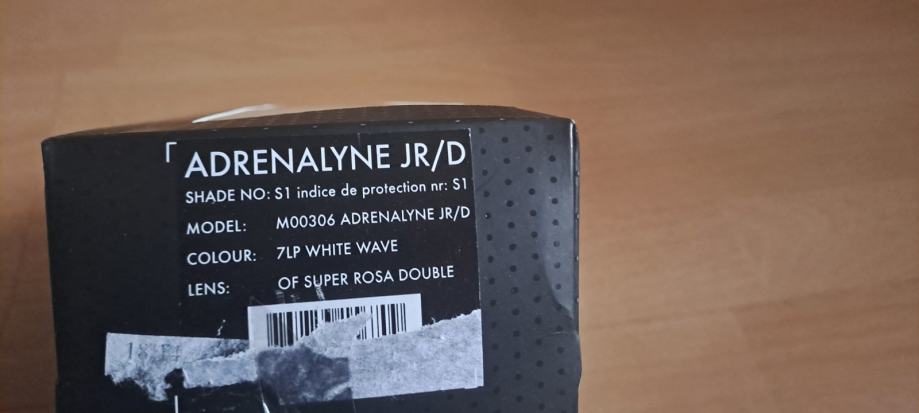 ADRENALYNE JR/D
SHADE NO: S1 indice de protection nr: S1
MODEL: M00306 ADRENALYNE JR/D
COLOUR: 7LP WHITE WAVE
LENS: OF SUPER ROSA DOUBLE